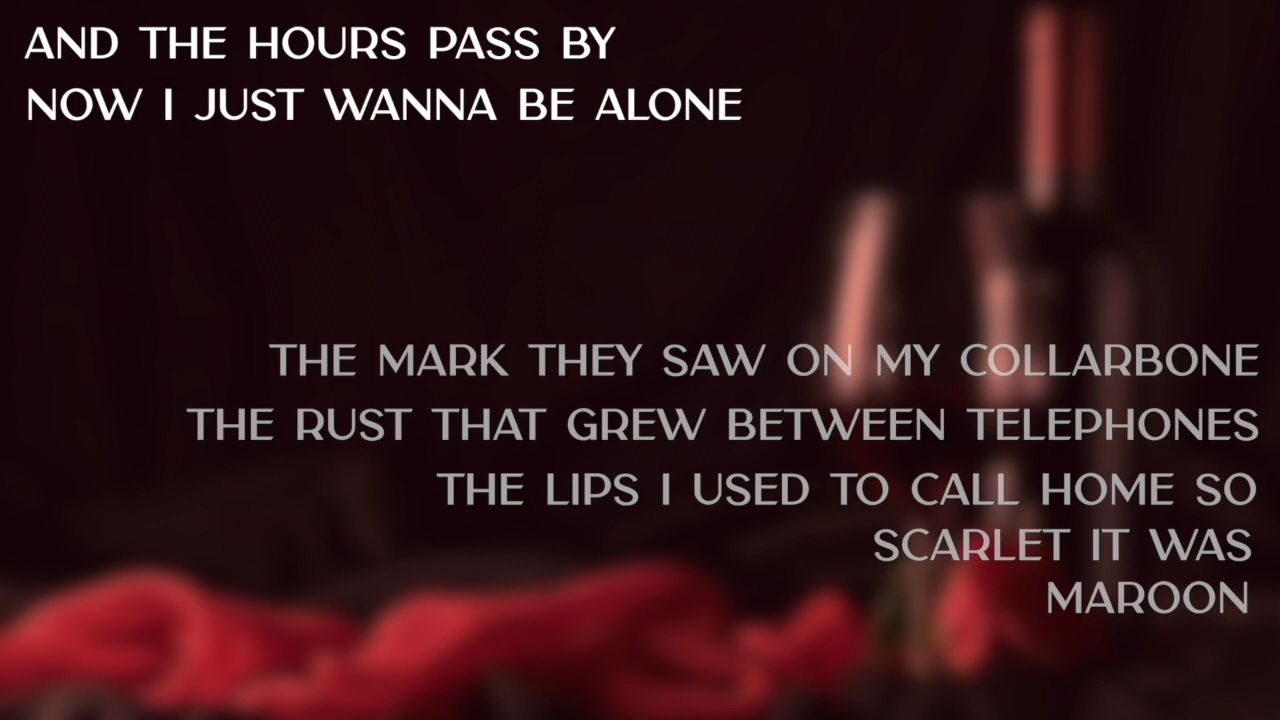 AND THE HOURS PASS BY
NOW I JUST WANNA BE ALONE
THE MARK THEY SAW ON MY COLLARBONE
THE RUST THAT GREW BETWEEN TELEPHONES
THE LIPS I USED TO CALL HOME SO
SCARLET IT WAS
MAROON